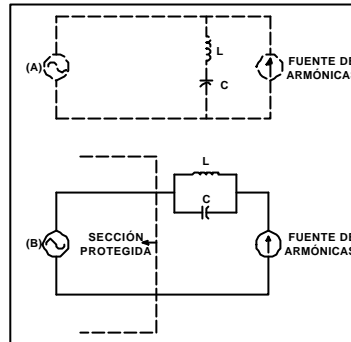 (A)
L
C
FUENTE DE
ARMÓNICAS
L
C
(B)
SECCIÓN
PROTEGIDA
FUENTE DE
ARMÓNICAS